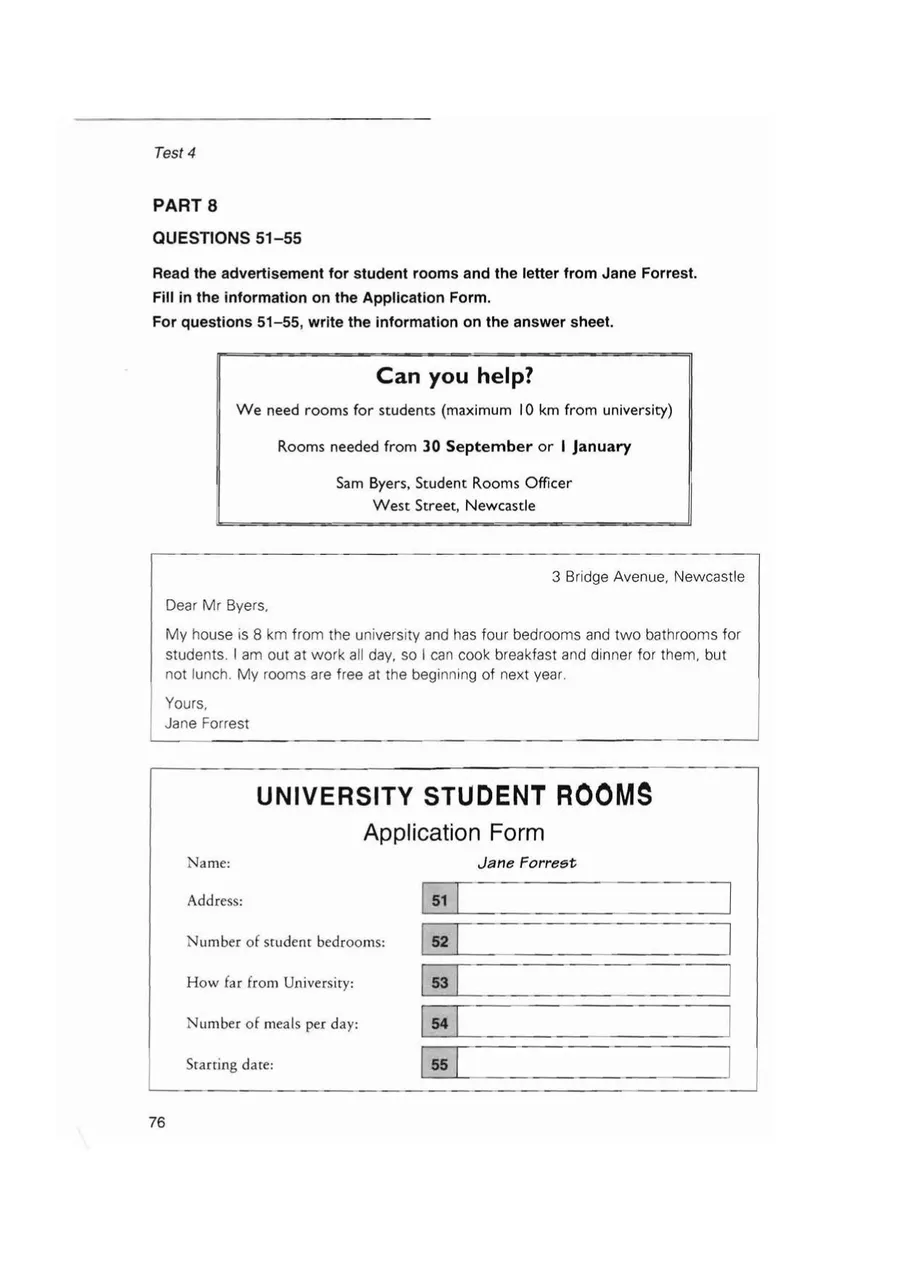 Test 4
PART 8
QUESTIONS 51–55
Read the advertisement for student rooms and the letter from Jane Forrest.
Fill in the information on the Application Form.
For questions 51–55, write the information on the answer sheet.
Can you help?
We need rooms for students (maximum 10 km from university)
Rooms needed from 30 September or 1 January
Sam Byers, Student Rooms Officer
West Street, Newcastle
3 Bridge Avenue, Newcastle
Dear Mr Byers,
My house is 8 km from the university and has four bedrooms and two bathrooms for
students. I am out at work all day, so I can cook breakfast and dinner for them, but
not lunch. My rooms are free at the beginning of next year.
Yours,
Jane Forrest
UNIVERSITY STUDENT ROOMS
Application Form
Name: Jane Forrest
Address: 51
Number of student bedrooms: 52
How far from University: 53
Number of meals per day: 54
Starting date: 55
76